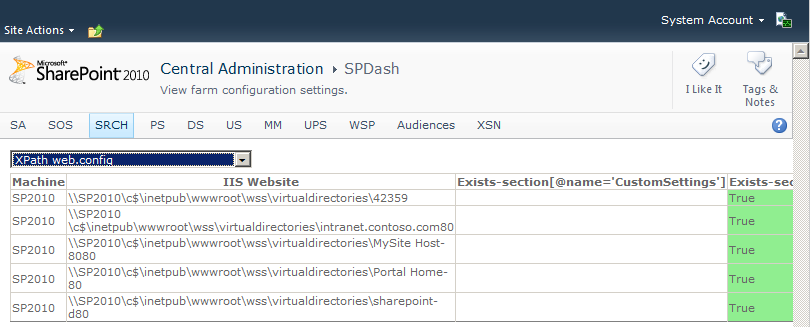 System Account
Site Actions
Microsoft®
SharePoint 2010
Central Administration SPDash
View farm configuration settings.
I Like It
Tags & Notes
SA SOS SRCH PS DS US MM UPS WSP Audiences XSN
XPath web.config
Machine IIS Website Exists-section[@name='CustomSettings'] Exists-sec
SP2010 \\SP2010\c$\inetpub\wwwroot\wss\virtualdirectories\42359 True
SP2010 \\SP2010
\c$\inetpub\wwwroot\wss\virtualdirectories\intranet.contoso.com80 True
SP2010 \\SP2010\c$\inetpub\wwwroot\wss\virtualdirectories\MySite Host-
8080 True
SP2010 \\SP2010\c$\inetpub\wwwroot\wss\virtualdirectories\Portal Home-
80 True
SP2010 \\SP2010\c$\inetpub\wwwroot\wss\virtualdirectories\sharepoint-
d80 True